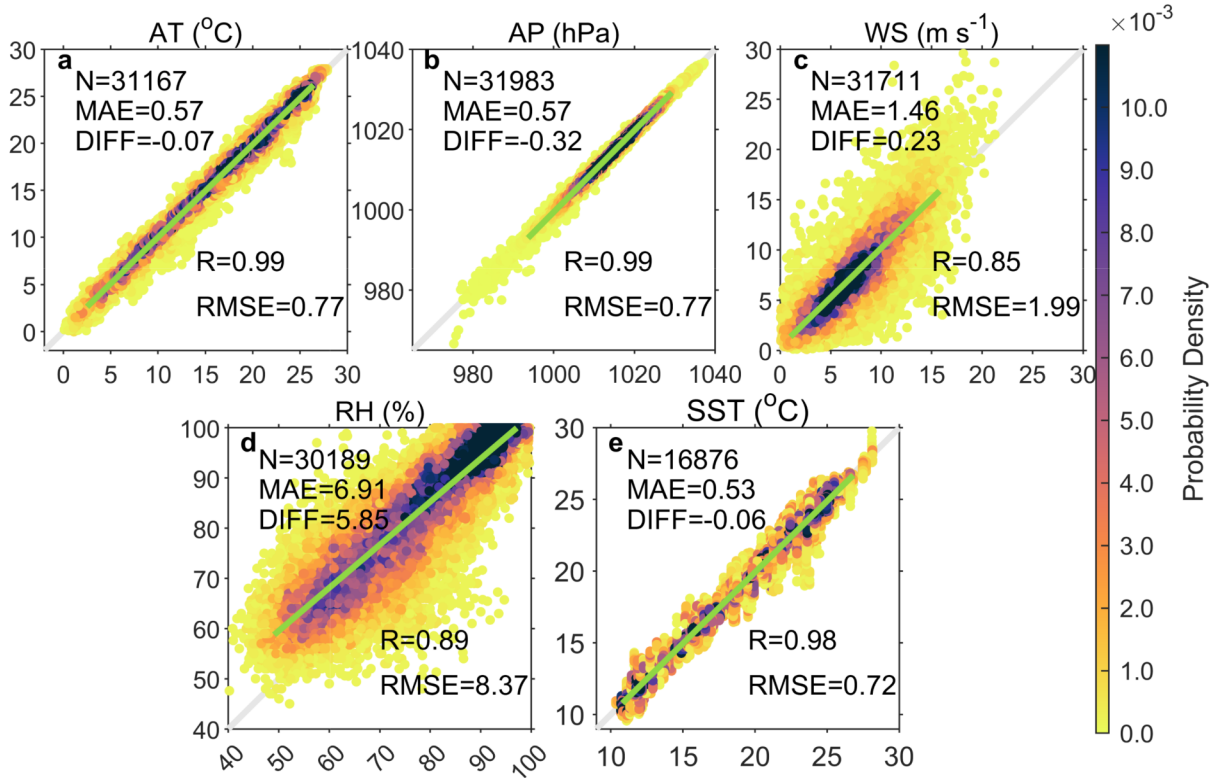 AT (°C)
a
N=31167
MAE=0.57
DIFF=-0.07
R=0.99
RMSE=0.77
30
25
20
15
10
5
0
0 5 10 15 20 25 30
AP (hPa)
b
N=31983
MAE=0.57
DIFF=-0.32
R=0.99
RMSE=0.77
1040
1020
1000
980
980 1000 1020 1040
WS (m s⁻¹)
c
N=31711
MAE=1.46
DIFF=0.23
R=0.85
RMSE=1.99
30
25
20
15
10
5
0
0 5 10 15 20 25 30
RH (%)
d
N=30189
MAE=6.91
DIFF=5.85
R=0.89
RMSE=8.37
100
90
80
70
60
50
40
40 50 60 70 80 90 100
SST (°C)
e
N=16876
MAE=0.53
DIFF=-0.06
R=0.98
RMSE=0.72
30
25
20
15
10
10 15 20 25 30
×10⁻³
10.0
9.0
8.0
7.0
6.0
5.0
4.0
3.0
2.0
1.0
0.0
Probability Density